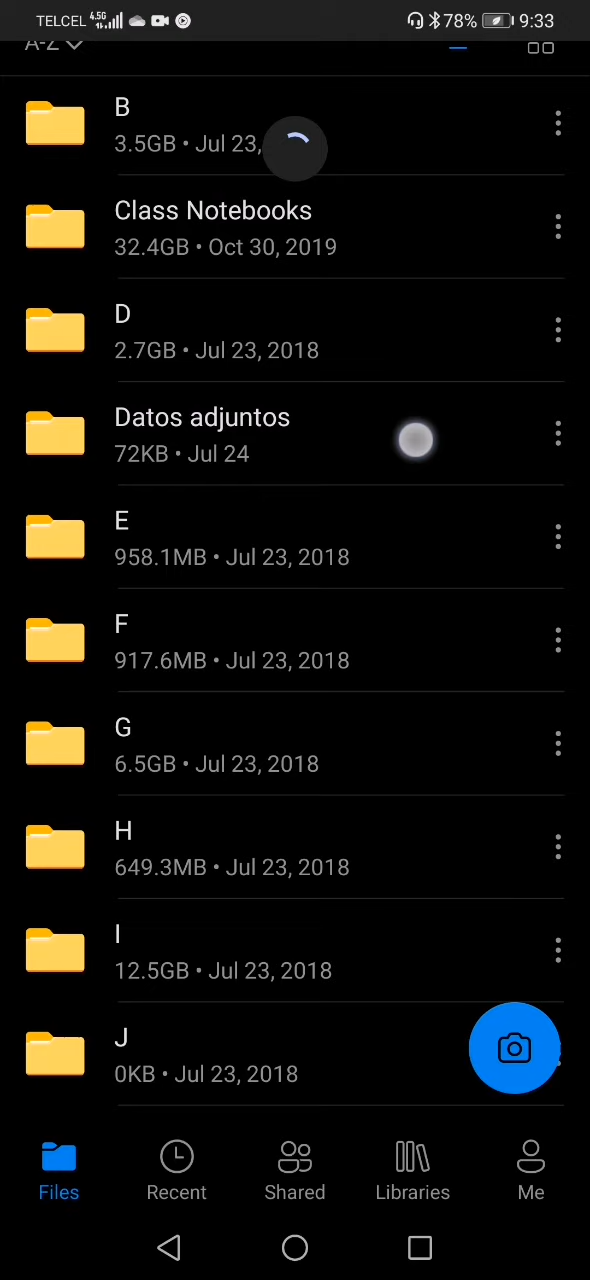 TELCEL 4.5G 78% 9:33
A-Z
B
3.5GB • Jul 23,
Class Notebooks
32.4GB • Oct 30, 2019
D
2.7GB • Jul 23, 2018
Datos adjuntos
72KB • Jul 24
E
958.1MB • Jul 23, 2018
F
917.6MB • Jul 23, 2018
G
6.5GB • Jul 23, 2018
H
649.3MB • Jul 23, 2018
I
12.5GB • Jul 23, 2018
J
0KB • Jul 23, 2018
Files Recent Shared Libraries Me